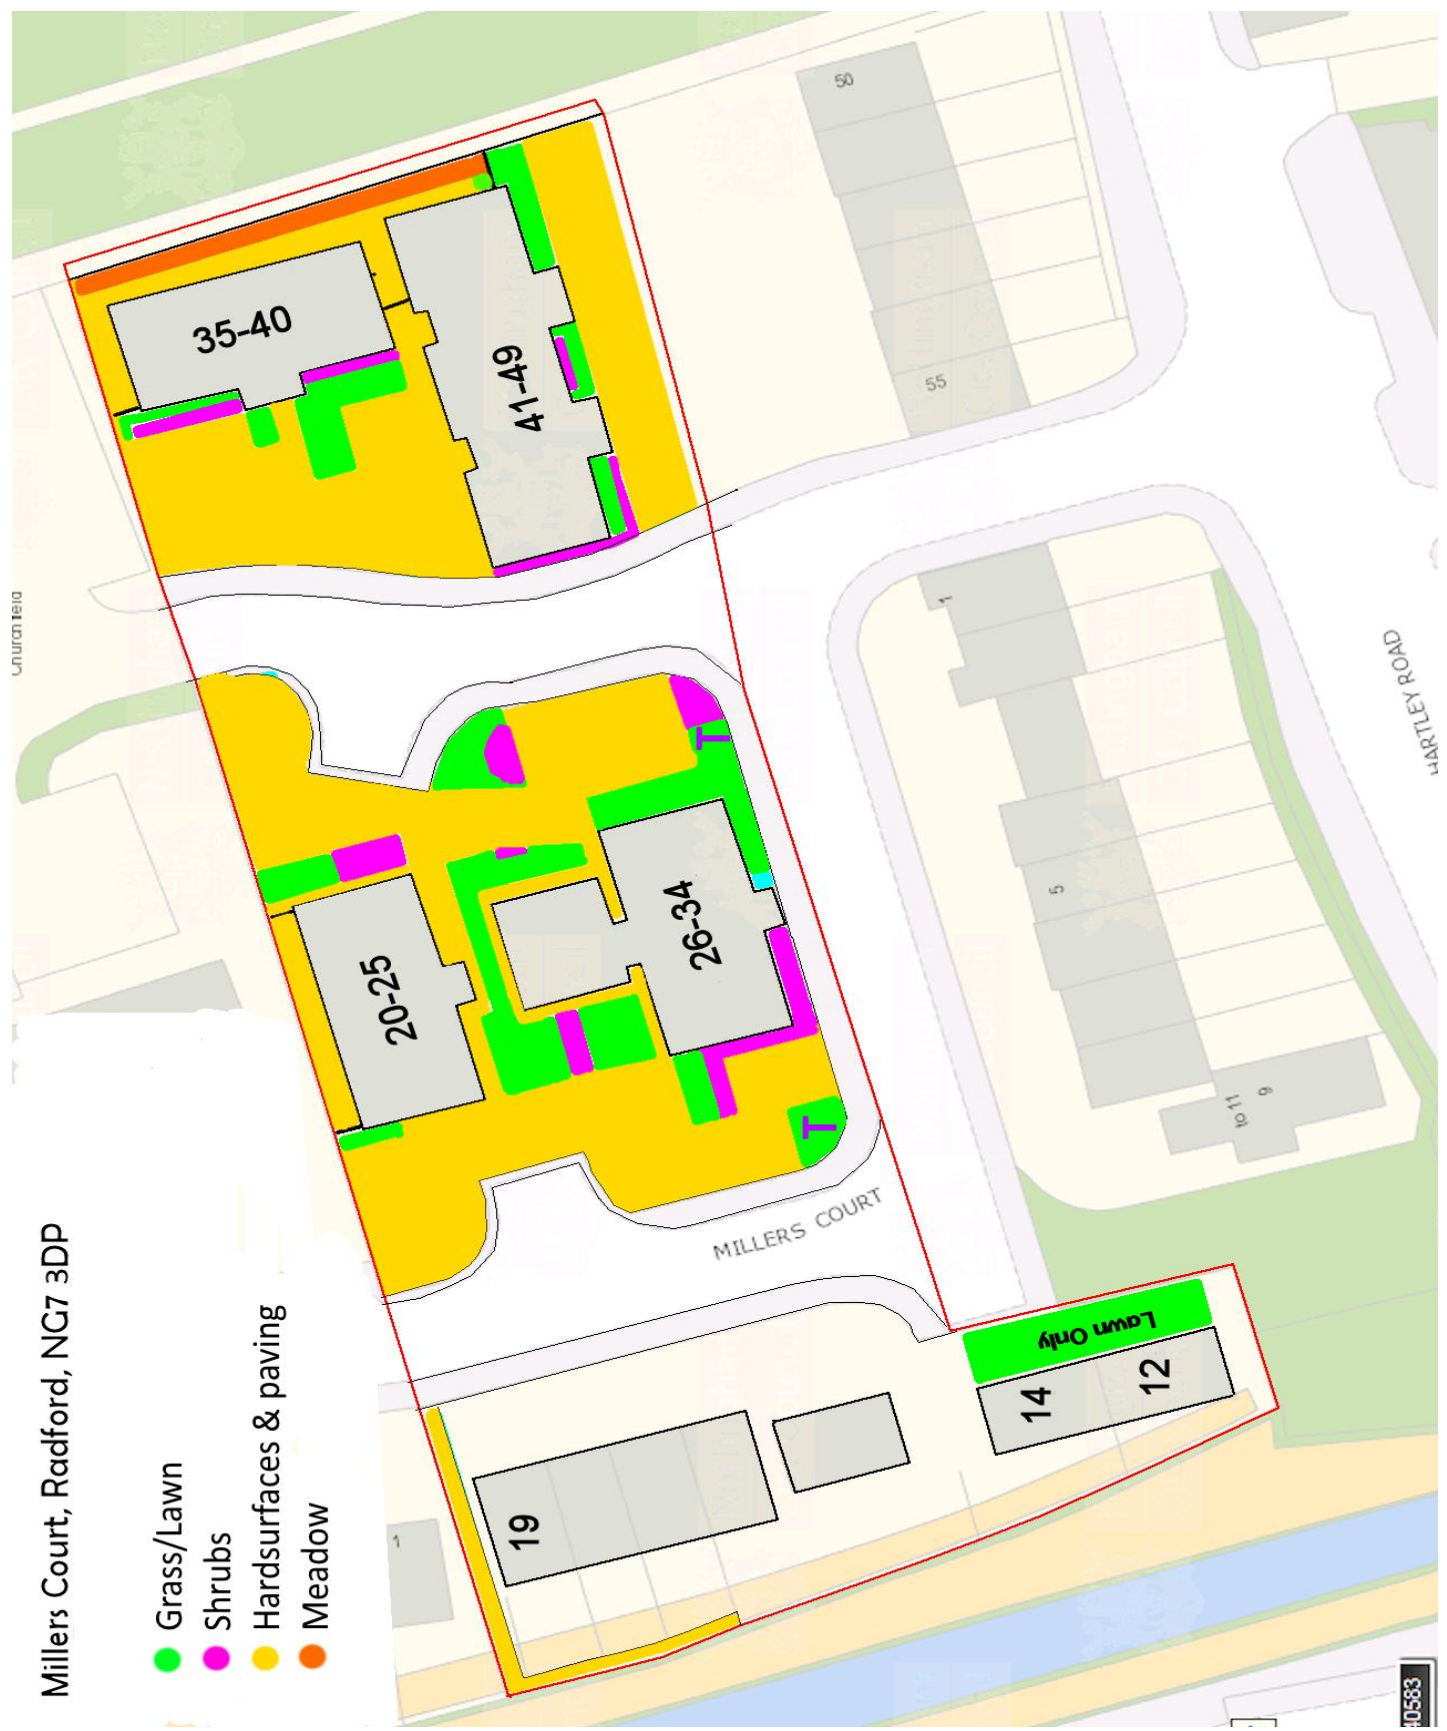 Millers Court, Radford, NG7 3DP
Grass/Lawn
Shrubs
Hardsurfaces & paving
Meadow
35-40
41-49
50
55
20-25
26-34
1
5
to 11
9
HARTLEY ROAD
MILLERS COURT
Lawn Only
14
12
19
1
T
T